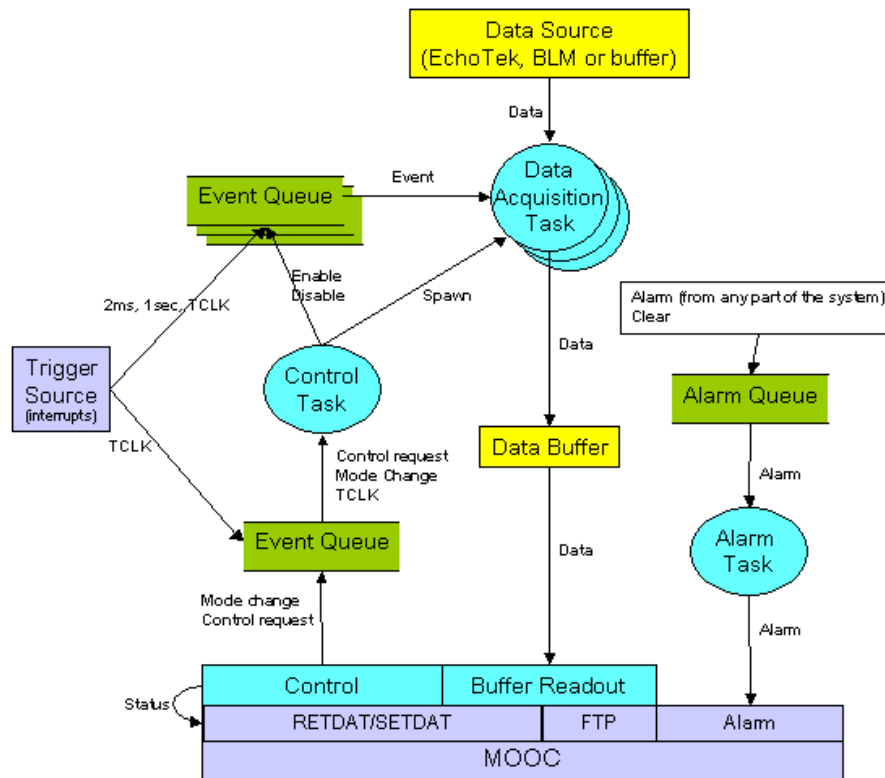 Data Source
(EchoTek, BLM or buffer)
Data
Event Queue
Event
Data
Acquisition
Task
Enable
Disable
Spawn
2ms, 1sec, TCLK
Alarm (from any part of the system)
Clear
Trigger
Source
(interrupts)
Control
Task
Data
Alarm Queue
TCLK
Control request
Mode Change
TCLK
Data Buffer
Alarm
Event Queue
Data
Alarm
Task
Mode change
Control request
Alarm
Status
Control
Buffer Readout
RETDAT/SETDAT
FTP
Alarm
MOOC